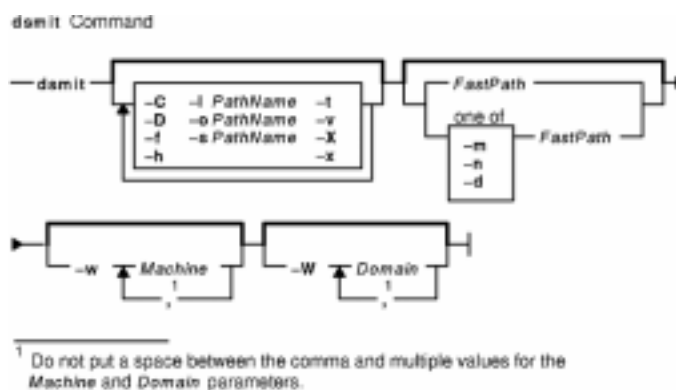 dsmit Command
dsmit
FastPath
-C -l PathName -t
-D -o PathName -v
-f -s PathName -X
-h -x
one of
-m
-n
-d
FastPath
-w Machine
1
,
-W Domain
1
,
1 Do not put a space between the comma and multiple values for the
Machine and Domain parameters.